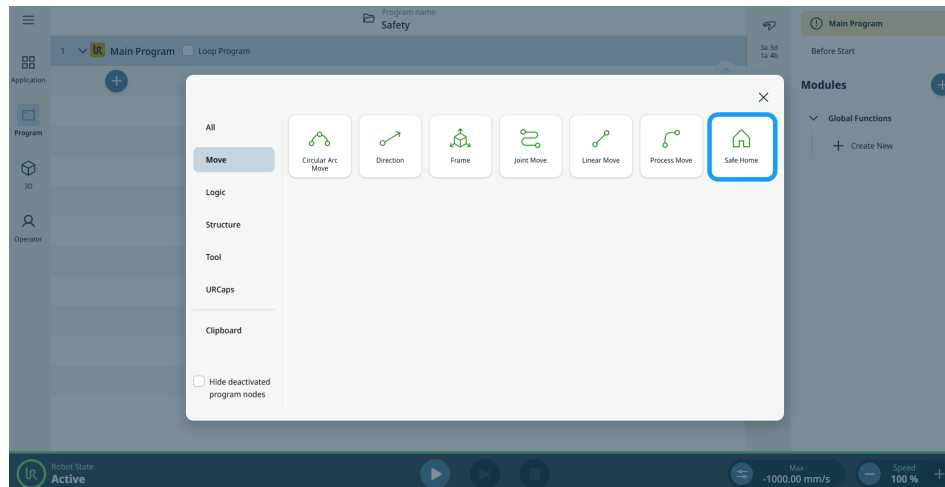 Program name
Safety
Main Program
1 UR Main Program Loop Program
3a 5d
1a 4b
Before Start
Application
Modules
All
Global Functions
Program
Circular Arc
Move
Direction
Frame
Joint Move
Linear Move
Process Move
Safe Home
Create New
Move
3D
Logic
Structure
Operator
Tool
URCaps
Clipboard
Hide deactivated
program nodes
UR
Robot State
Active
Max
-1000.00 mm/s
Speed
100 %